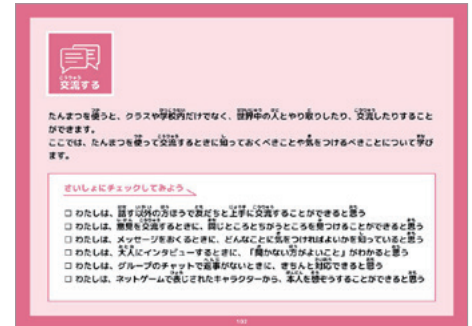 交流する
たんまつを使うと、クラスや学校内だけでなく、世界中の人とやり取りしたり、交流したりすること
ができます。
ここでは、たんまつを使って交流するときに知っておくべきことや気をつけるべきことについて学び
ます。
さいしょにチェックしてみよう
□ わたしは、話す以外の方ほうで友だちと上手に交流することができると思う
□ わたしは、意見を交流するときに、同じところとちがうところを見つけることができると思う
□ わたしは、メッセージをおくるときに、どんなことに気をつければよいかを知っていると思う
□ わたしは、大人にインタビューするときに、「聞かない方がよいこと」がわかると思う
□ わたしは、グループのチャットで返事がないときに、きちんと対応できると思う
□ わたしは、ネットゲームで表じされたキャラクターから、本人を想ぞうすることができると思う